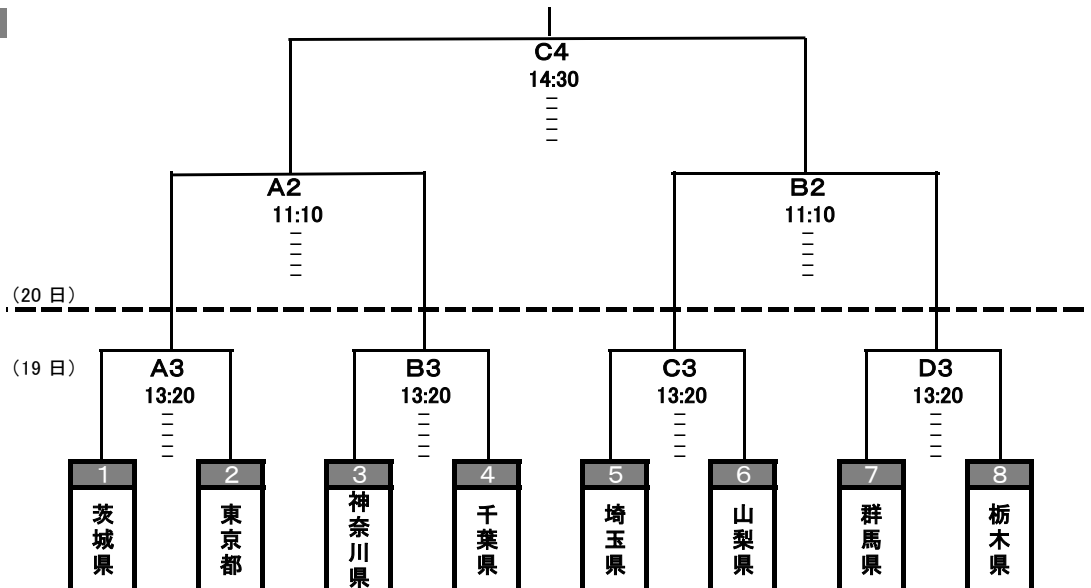 C4
14:30
A2
11:10
B2
11:10
(20 日)
(19 日)
A3
13:20
B3
13:20
C3
13:20
D3
13:20
1
2
3
4
5
6
7
8
茨城県
東京都
神奈川県
千葉県
埼玉県
山梨県
群馬県
栃木県